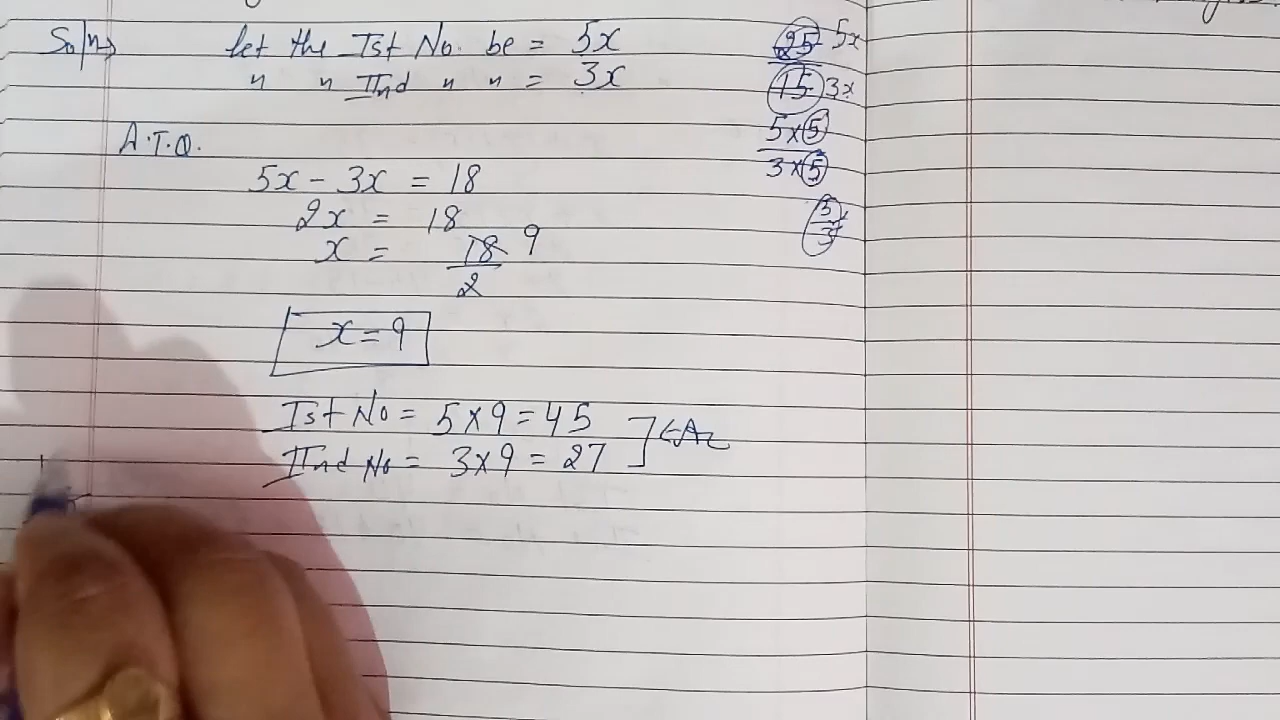 Soln
let the Ist No. be = 5x
" " IInd " " = 3x
A.T.Q.
5x - 3x = 18
2x = 18
x = 18/2 9
x = 9
Ist No = 5x9 = 45
IInd No = 3x9 = 27
25 5x
15 3x
5x5
3x5
5
3